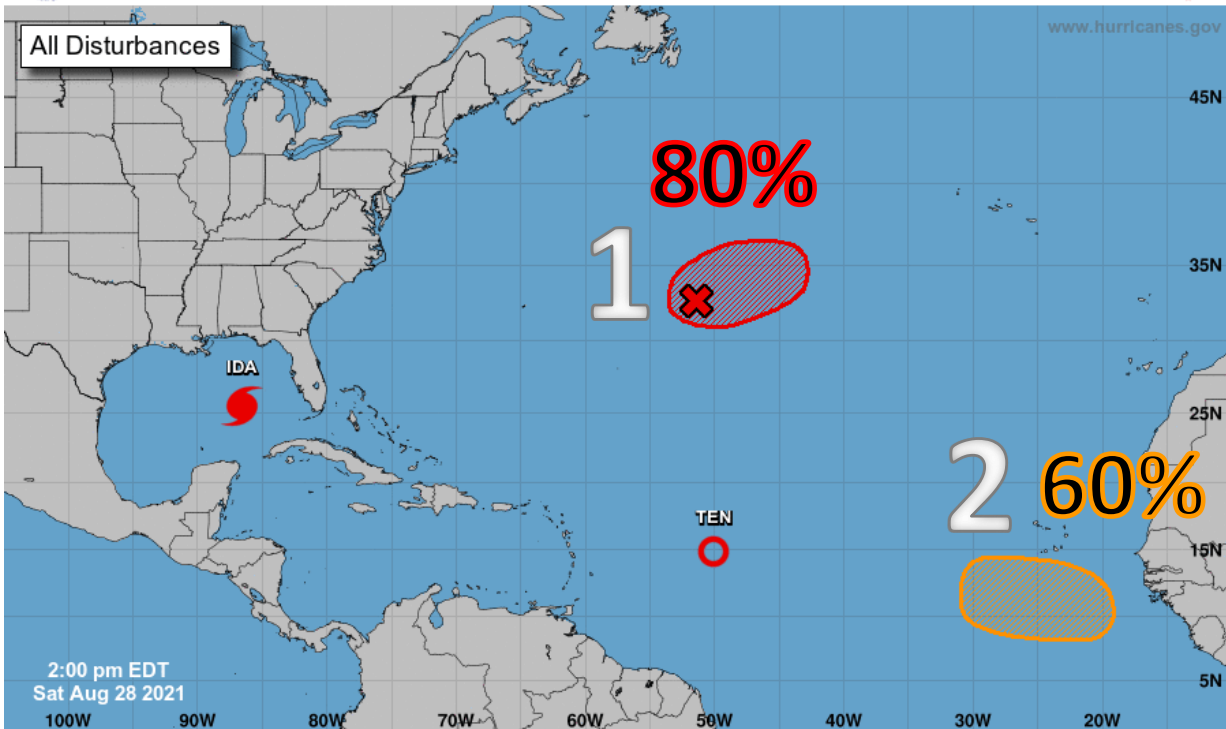 www.hurricanes.gov
All Disturbances
45N
80%
1
35N
IDA
25N
2 60%
TEN
15N
2:00 pm EDT
Sat Aug 28 2021
5N
100W 90W 80W 70W 60W 50W 40W 30W 20W